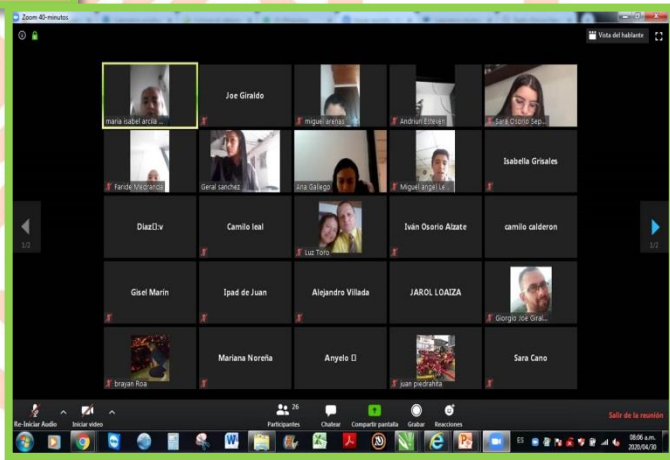 Zoom 40-minutos
Vista del hablante
maria isabel arcila ...
Joe Giraldo
miguel arenas
Andriun Estevan
Sara Osorio Sep...
Faride Medranda
Geral sanchez
Ana Gallego
Miguel angel Le...
Isabella Grisales
1/2
Diaz▯:v
Camilo leal
Luz Toro
Iván Osorio Alzate
camilo calderon
1/2
Gisel Marin
Ipad de Juan
Alejandro Villada
JAROL LOAIZA
Giorgio Joe Giral...
brayan Roa
Mariana Noreña
Anyelo ▯
juan piedrahita
Sara Cano
Re-Iniciar Audio
Iniciar video
26
Participantes
Chatear
Compartir pantalla
Grabar
Reacciones
Salir de la reunión
ES
08:06 a.m.
2020/04/30